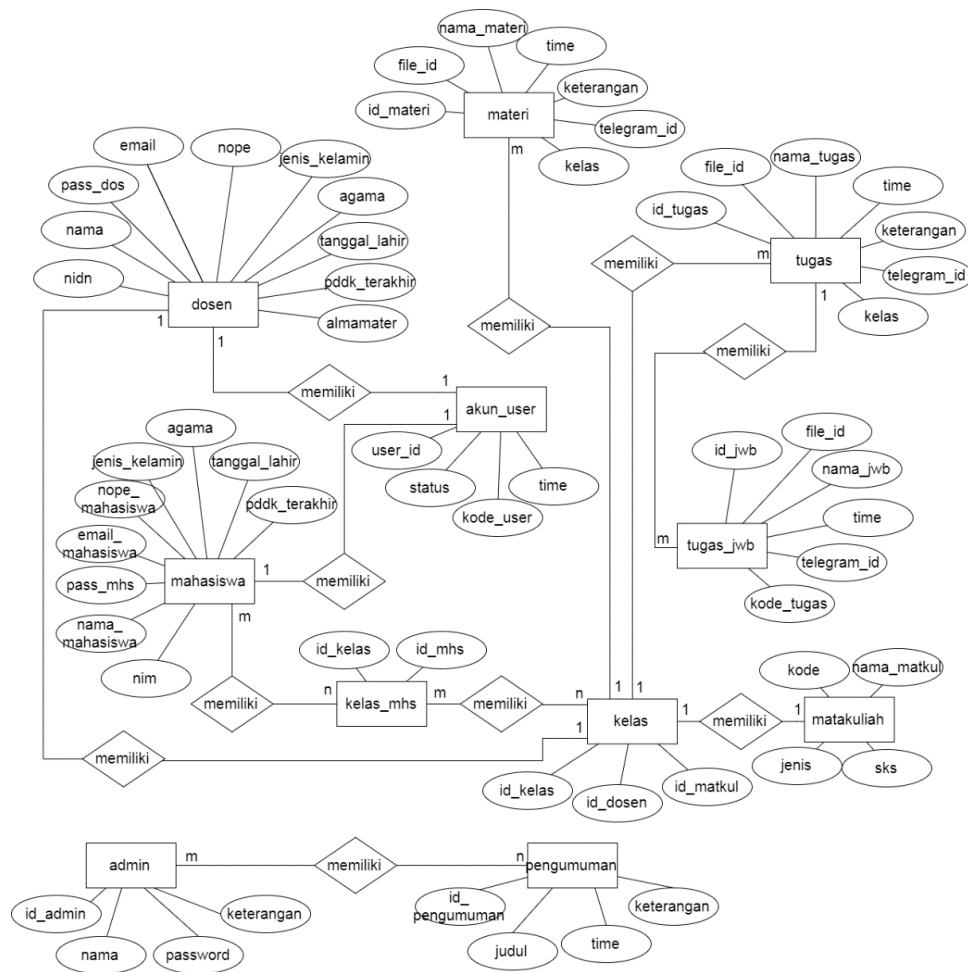 nama_materi
time
file_id
keterangan
id_materi
materi
telegram_id
m
kelas
email
nope
jenis_kelamin
pass_dos
agama
nama
tanggal_lahir
nidn
pddk_terakhir
dosen
almamater
1
1
nama_tugas
file_id
time
id_tugas
keterangan
memiliki
m
tugas
telegram_id
1
kelas
memiliki
memiliki
memiliki
1
akun_user
1
user_id
status
time
kode_user
agama
jenis_kelamin
tanggal_lahir
nope_
mahasiswa
pddk_terakhir
email_
mahasiswa
mahasiswa
1
memiliki
pass_mhs
m
nama_
mahasiswa
nim
file_id
id_jwb
nama_jwb
time
m
tugas_jwb
telegram_id
kode_tugas
id_kelas
id_mhs
memiliki
n
kelas_mhs
m
memiliki
n
1
1
kelas
1
memiliki
1
matakuliah
kode
nama_matkul
jenis
sks
memiliki
1
id_kelas
id_dosen
id_matkul
admin
m
memiliki
n
pengumuman
id_admin
keterangan
nama
password
id_
pengumuman
keterangan
judul
time